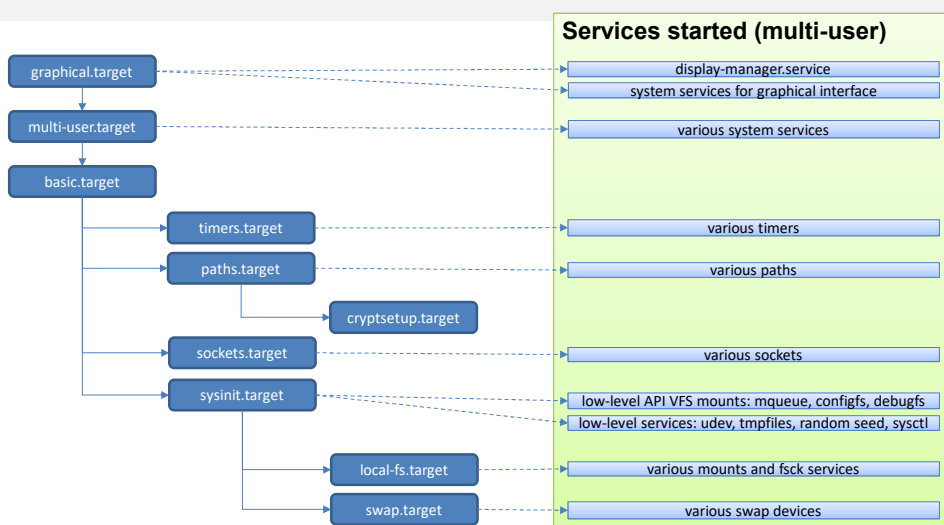 Services started (multi-user)
graphical.target
display-manager.service
system services for graphical interface
multi-user.target
various system services
basic.target
timers.target
various timers
paths.target
various paths
cryptsetup.target
sockets.target
various sockets
sysinit.target
low-level API VFS mounts: mqueue, configfs, debugfs
low-level services: udev, tmpfiles, random seed, sysctl
local-fs.target
various mounts and fsck services
swap.target
various swap devices